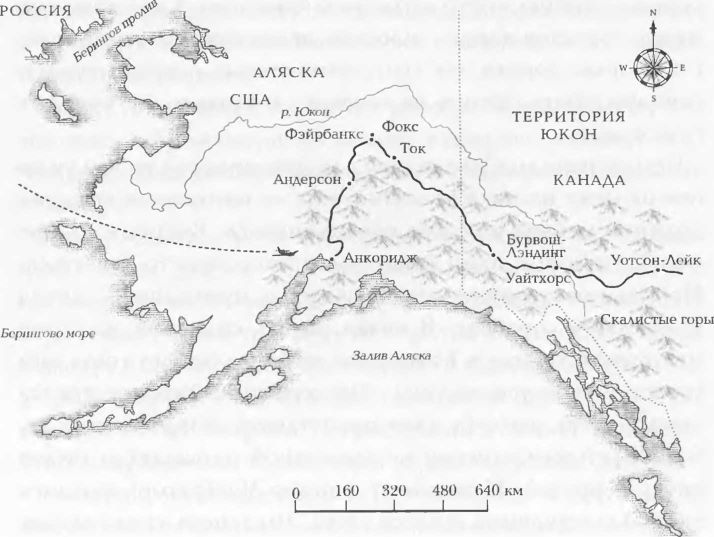 РОССИЯ
Берингов пролив
АЛЯСКА
США
р. Юкон
Фэйрбанкс
Фокс
Ток
Андерсон
Анкоридж
ТЕРРИТОРИЯ
ЮКОН
КАНАДА
Бурвош-
Лэндинг
Уайтхорс
Уотсон-Лейк
Скалистые горы
Берингово море
Залив Аляска
N
W
E
S
0 160 320 480 640 км